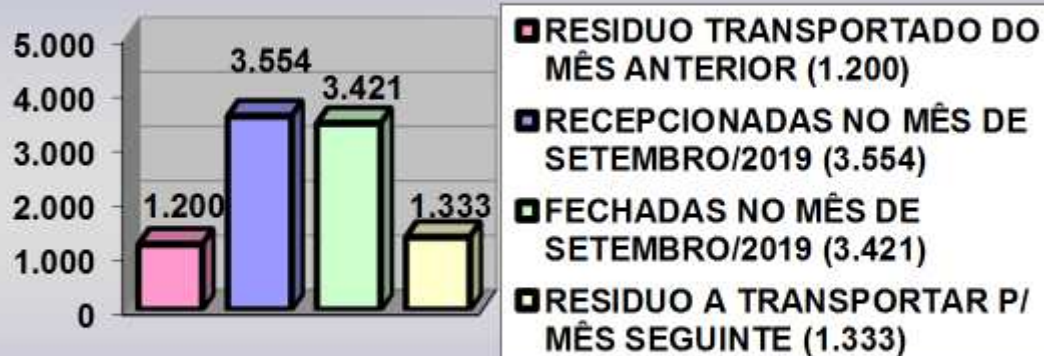 5.000
4.000
3.000
2.000
1.000
0
1.200
3.554
3.421
1.333
RESIDUO TRANSPORTADO DO
MÊS ANTERIOR (1.200)
RECEPCIONADAS NO MÊS DE
SETEMBRO/2019 (3.554)
FECHADAS NO MÊS DE
SETEMBRO/2019 (3.421)
RESIDUO A TRANSPORTAR P/
MÊS SEGUINTE (1.333)